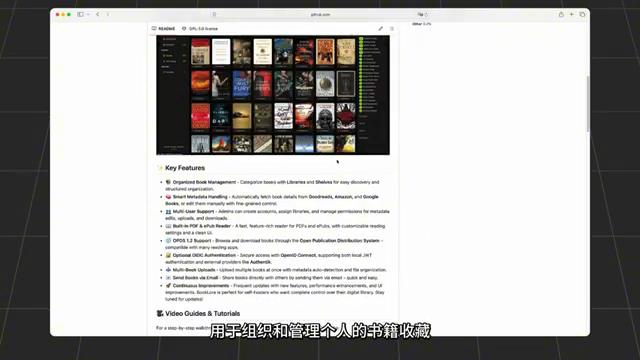 github.com
README
GPL-3.0 license
Other 0.4%
Key Features
Organized Book Management - Categorize books with Libraries and Shelves for easy discovery and
structured organization.
Smart Metadata Handling - Automatically fetch book details from Goodreads, Amazon, and Google
Books, or edit them manually with fine-grained control.
Multi-User Support - Admins can create accounts, assign libraries, and manage permissions for metadata
edits, uploads, and downloads.
Built-in PDF & ePub Reader - A fast, feature-rich reader for PDFs and ePubs, with customizable reading
settings and a clean UI.
OPDS 1.2 Support - Browse and download books through the Open Publication Distribution System -
compatible with many reading apps.
Optional OIDC Authentication - Secure access with OpenID Connect, supporting both local JWT
authentication and external providers like Authentik.
Multi-Book Uploads - Upload multiple books at once with metadata auto-detection and file organization.
Send Books via Email - Share books directly with others by sending them via email - quick and easy.
Continuous Improvements - Frequent updates with new features, performance enhancements, and UI
improvements. BookLore is perfect for self-hosters who want complete control over their digital library. Stay
tuned for updates!
Video Guides & Tutorials
For a step-by-step walkth
用于组织和管理个人的书籍收藏